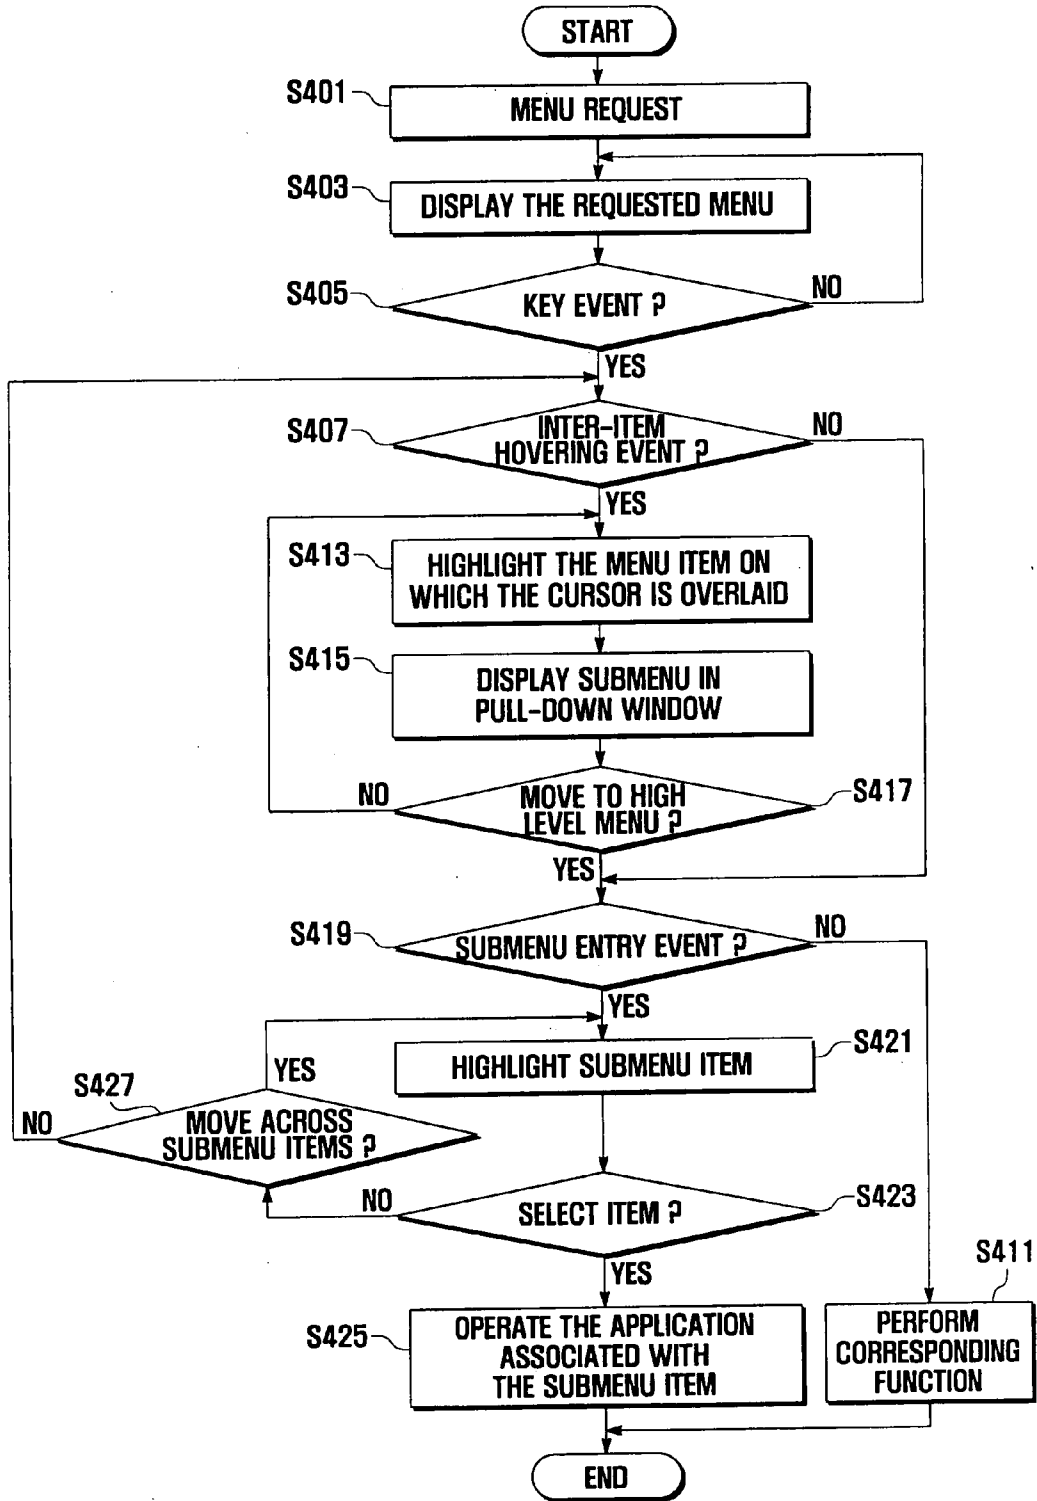 START
S401
MENU REQUEST
S403
DISPLAY THE REQUESTED MENU
S405
KEY EVENT ?
NO
YES
S407
INTER-ITEM
HOVERING EVENT ?
NO
YES
S413
HIGHLIGHT THE MENU ITEM ON
WHICH THE CURSOR IS OVERLAID
S415
DISPLAY SUBMENU IN
PULL-DOWN WINDOW
NO
MOVE TO HIGH
LEVEL MENU ?
S417
YES
S419
SUBMENU ENTRY EVENT ?
NO
YES
HIGHLIGHT SUBMENU ITEM
S421
S427
YES
NO
MOVE ACROSS
SUBMENU ITEMS ?
NO
SELECT ITEM ?
S423
YES
S411
S425
OPERATE THE APPLICATION
ASSOCIATED WITH
THE SUBMENU ITEM
PERFORM
CORRESPONDING
FUNCTION
END